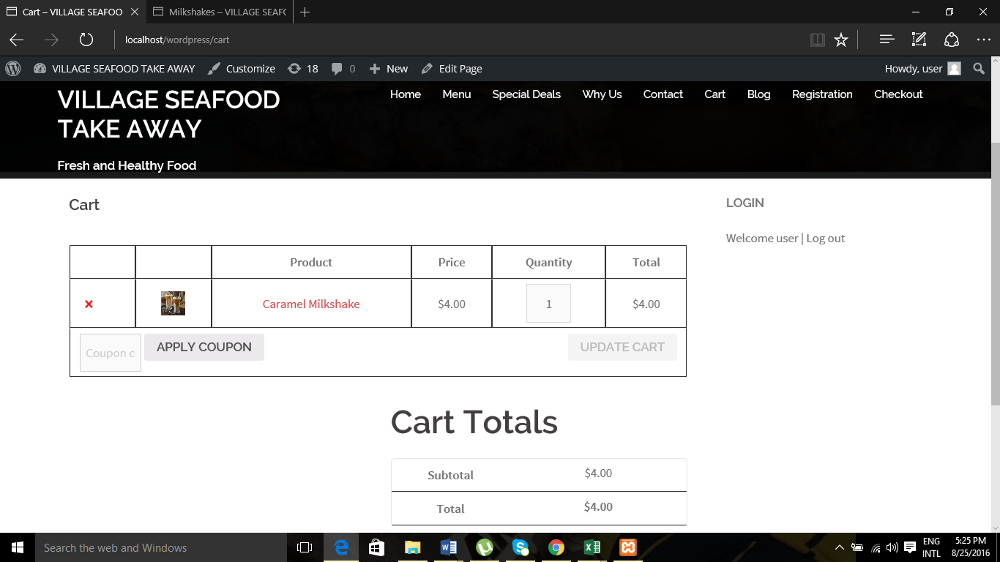 Cart – VILLAGE SEAFOO
Milkshakes – VILLAGE SEAF
localhost/wordpress/cart
VILLAGE SEAFOOD TAKE AWAY Customize 18 0 New Edit Page Howdy, user
VILLAGE SEAFOOD
TAKE AWAY
Fresh and Healthy Food
Home Menu Special Deals Why Us Contact Cart Blog Registration Checkout
Cart
Product Price Quantity Total
Caramel Milkshake $4.00 1 $4.00
Coupon c APPLY COUPON UPDATE CART
LOGIN
Welcome user | Log out
Cart Totals
Subtotal $4.00
Total $4.00
Search the web and Windows
ENG
INTL
5:25 PM
8/25/2016